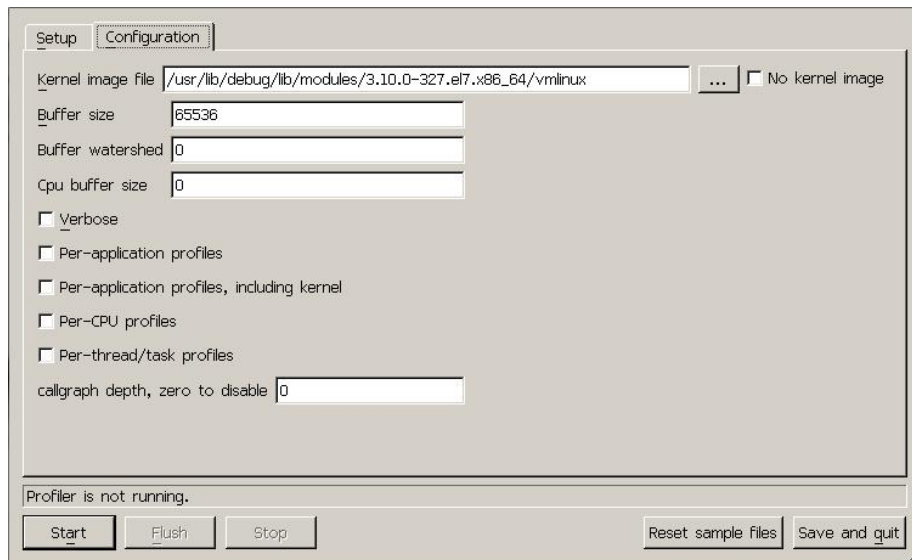 Setup Configuration
Kernel image file /usr/lib/debug/lib/modules/3.10.0-327.el7.x86_64/vmlinux ... No kernel image
Buffer size 65536
Buffer watershed 0
Cpu buffer size 0
Verbose
Per-application profiles
Per-application profiles, including kernel
Per-CPU profiles
Per-thread/task profiles
callgraph depth, zero to disable 0
Profiler is not running.
Start Flush Stop Reset sample files Save and quit